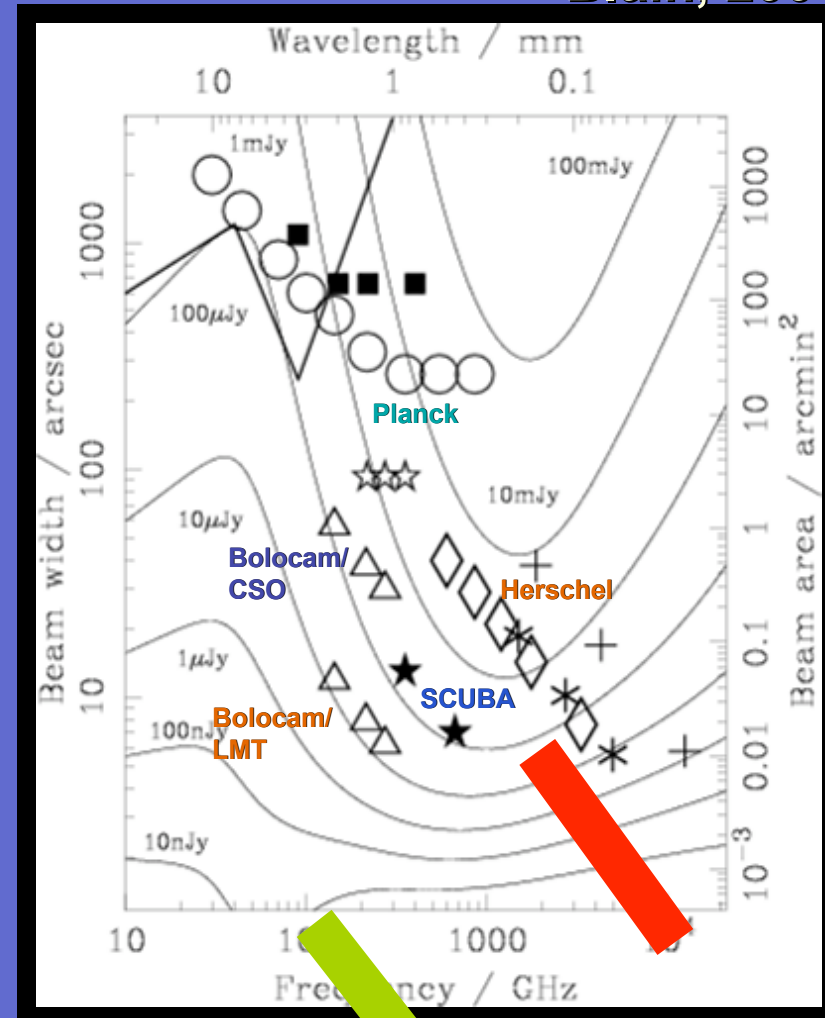 Wavelength / mm
10 1 0.1
1mJy
100mJy
1000
1000
100μJy
100
Beam width / arcsec
Beam area / arcmin²
Planck
10
100
10mJy
10μJy
1
Bolocam/
CSO
Herschel
0.1
1μJy
10
SCUBA
Bolocam/
LMT
100nJy
0.01
10nJy
10⁻³
10 1000
Frequency / GHz